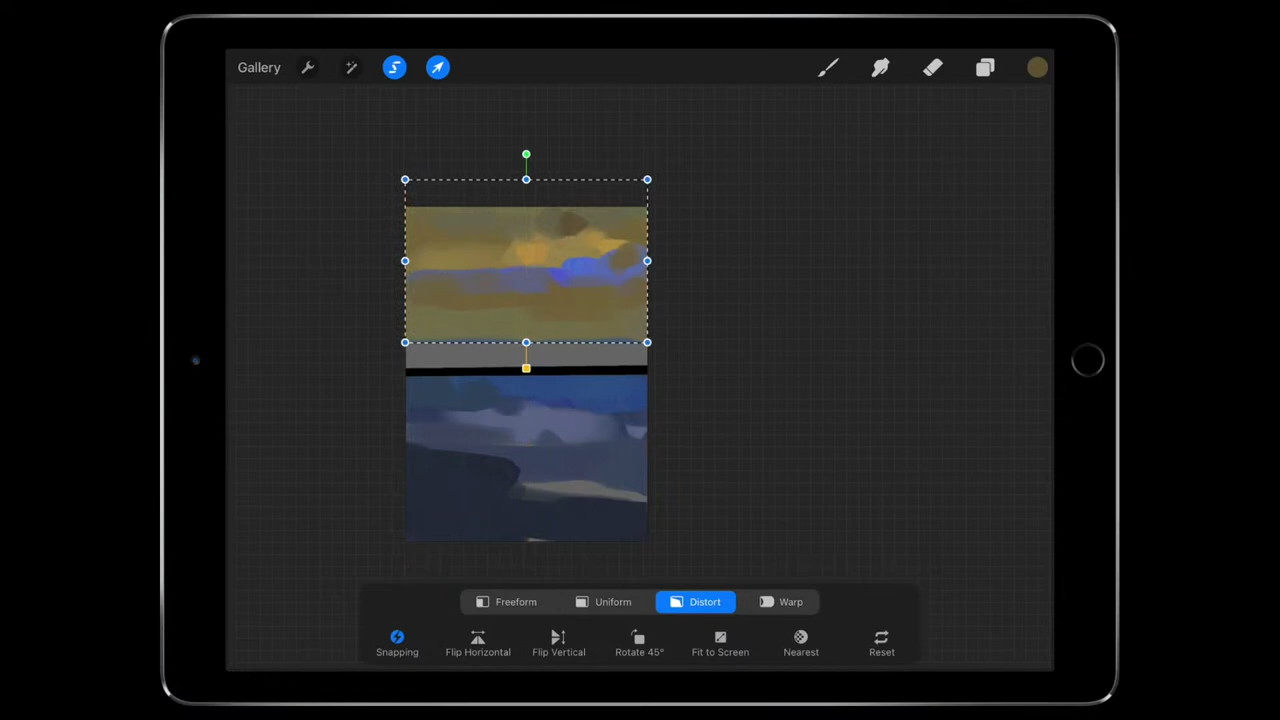 Gallery
Freeform Uniform Distort Warp
Snapping Flip Horizontal Flip Vertical Rotate 45° Fit to Screen Nearest Reset